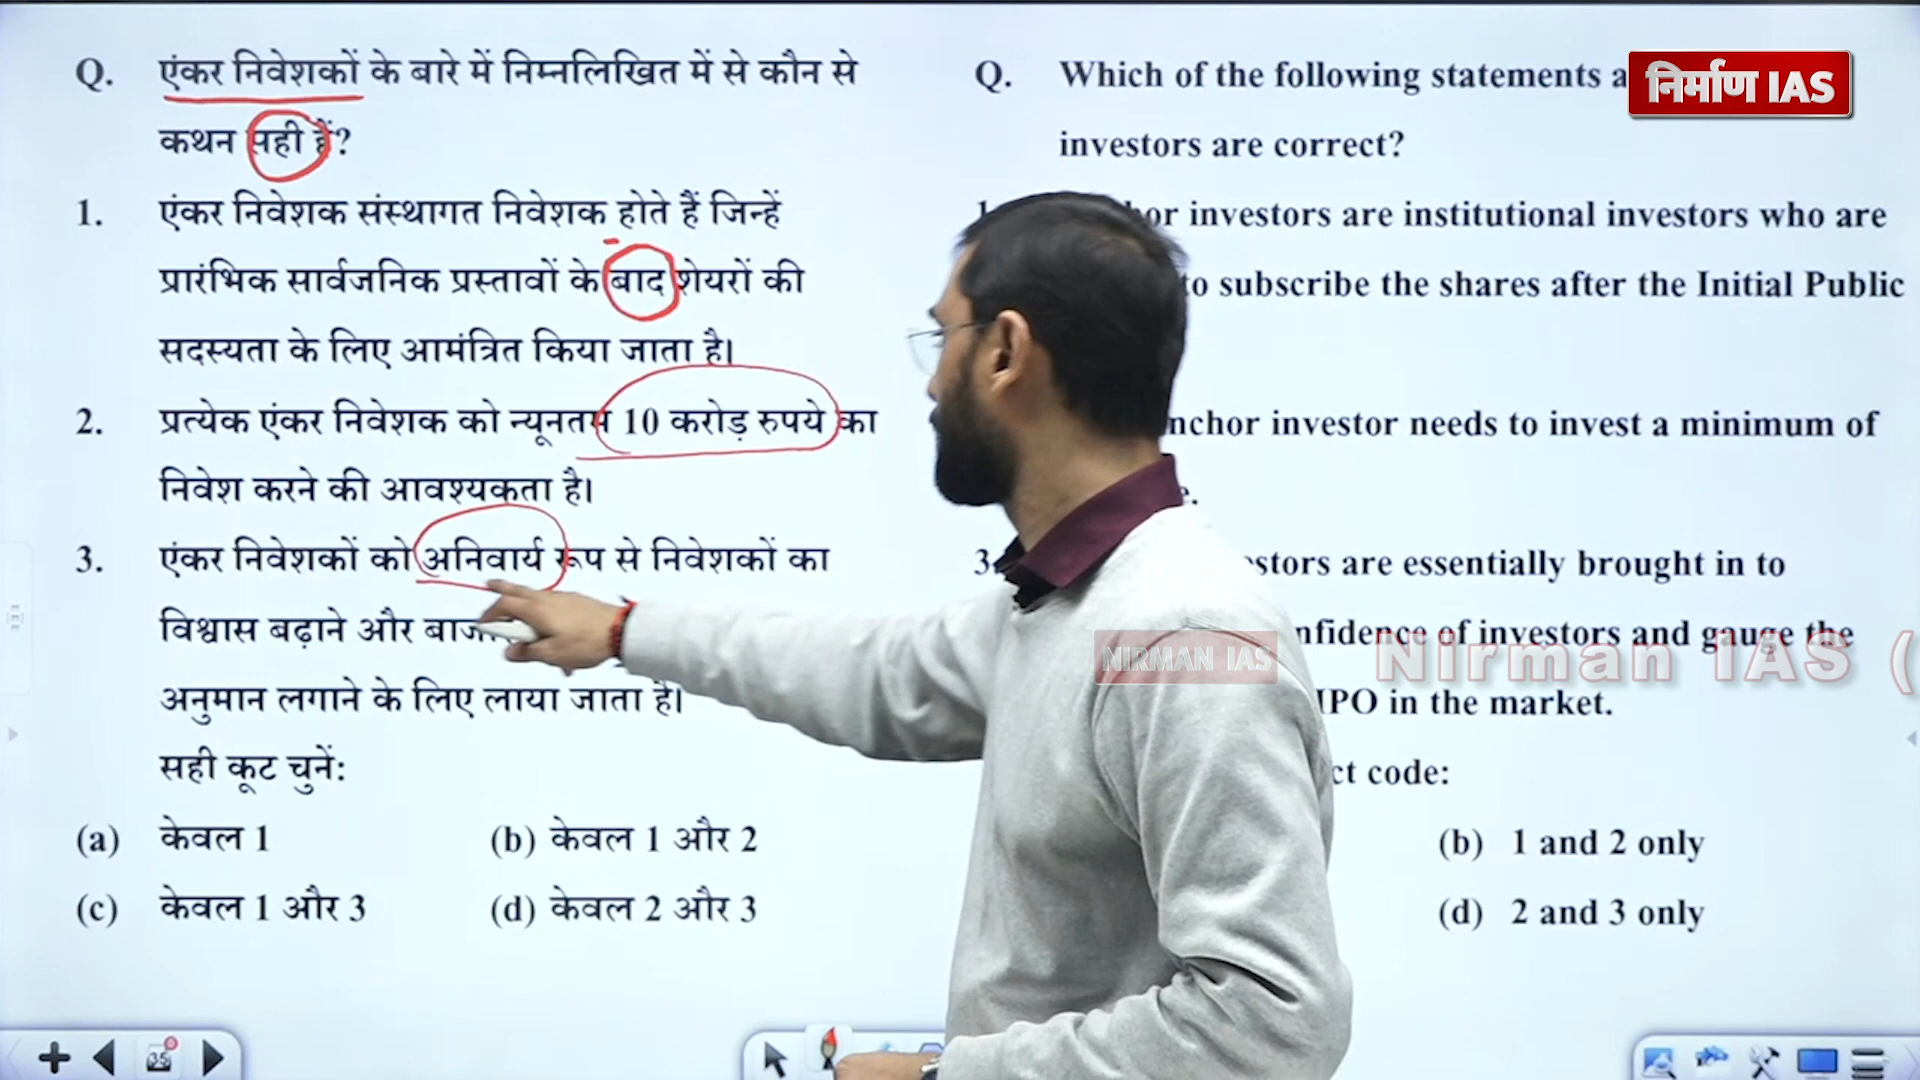 Q. एंकर निवेशकों के बारे में निम्नलिखित में से कौन से
कथन सही हैं?
1. एंकर निवेशक संस्थागत निवेशक होते हैं जिन्हें
प्रारंभिक सार्वजनिक प्रस्तावों के बाद शेयरों की
सदस्यता के लिए आमंत्रित किया जाता है।
2. प्रत्येक एंकर निवेशक को न्यूनतम 10 करोड़ रुपये का
निवेश करने की आवश्यकता है।
3. एंकर निवेशकों को अनिवार्य रूप से निवेशकों का
विश्वास बढ़ाने और
अनुमान लगाने के लिए लाया जाता है।
सही कूट चुनें:
(a) केवल 1 (b) केवल 1 और 2
(c) केवल 1 और 3 (d) केवल 2 और 3
Q. Which of the following statements
investors are correct?
investors are institutional investors who are
to subscribe the shares after the Initial Public
investor needs to invest a minimum of
3.
are essentially brought in to
of investors and gauge the
IPO in the market.
code:
(b) 1 and 2 only
(d) 2 and 3 only
निर्माण IAS
NIRMAN IAS
Nirman IAS (
35